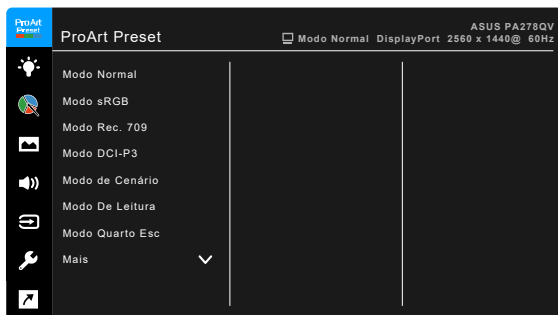 ProArt
Preset
ProArt Preset
ASUS PA278QV
Modo Normal DisplayPort 2560 x 1440@ 60Hz
Modo Normal
Modo sRGB
Modo Rec. 709
Modo DCI-P3
Modo de Cenário
Modo De Leitura
Modo Quarto Esc
Mais